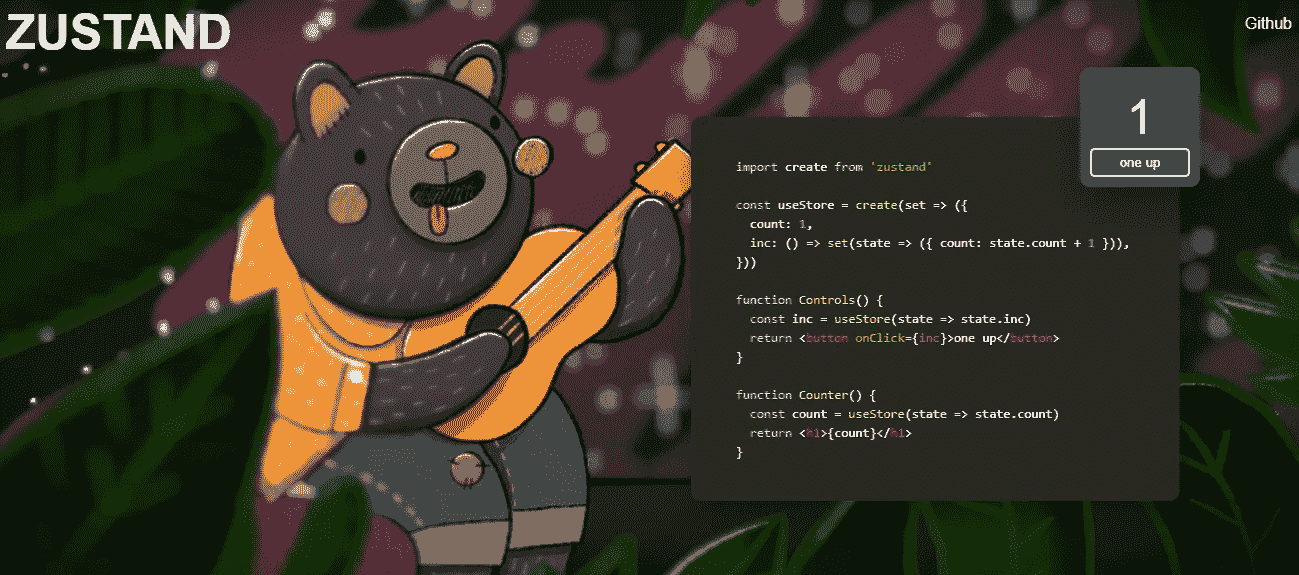 ZUSTAND
Github
1
one up
import create from 'zustand'
const useStore = create(set => ({
  count: 1,
  inc: () => set(state => ({ count: state.count + 1 })),
}))
function Controls() {
  const inc = useStore(state => state.inc)
  return <button onClick={inc}>one up</button>
}
function Counter() {
  const count = useStore(state => state.count)
  return <h1>{count}</h1>
}